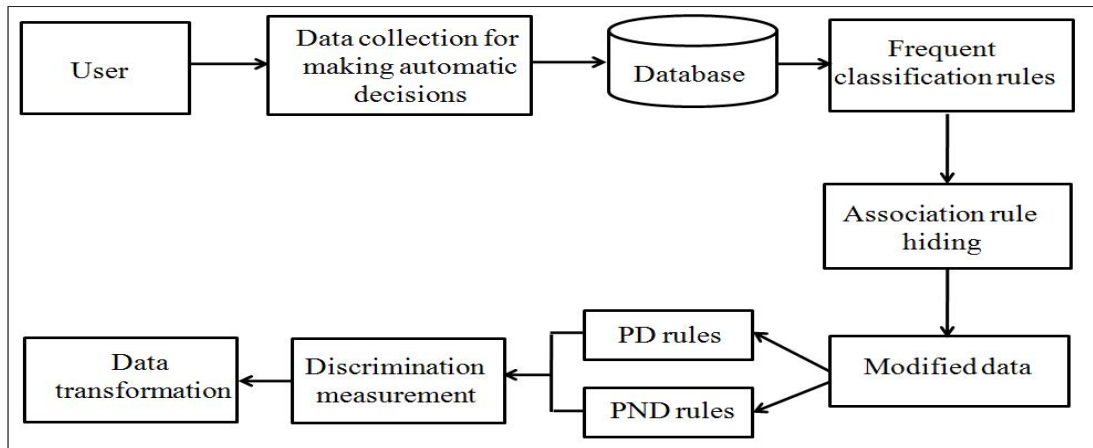 User
Data collection for
making automatic
decisions
Database
Frequent
classification rules
Association rule
hiding
Modified data
PD rules
PND rules
Discrimination
measurement
Data
transformation